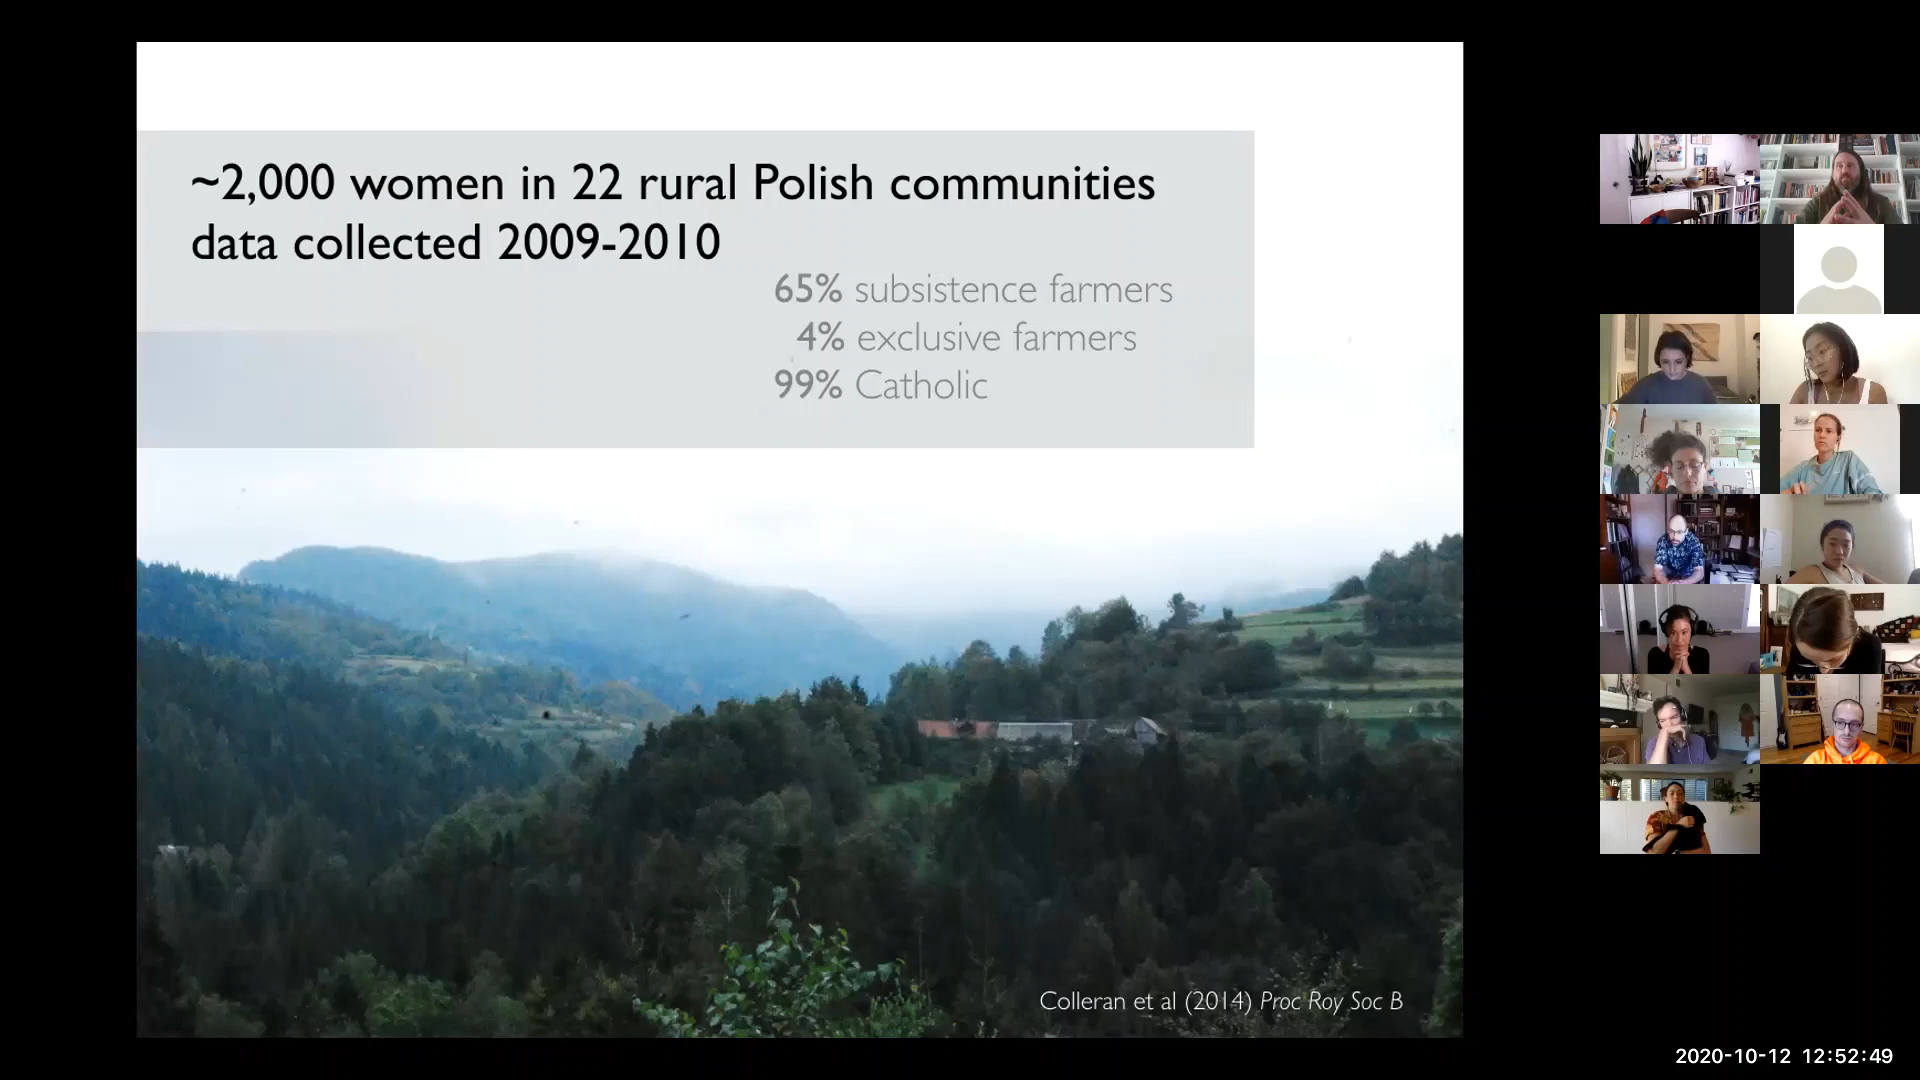 ~2,000 women in 22 rural Polish communities
data collected 2009-2010
65% subsistence farmers
4% exclusive farmers
99% Catholic
Colleran et al (2014) Proc Roy Soc B
2020-10-12 12:52:49